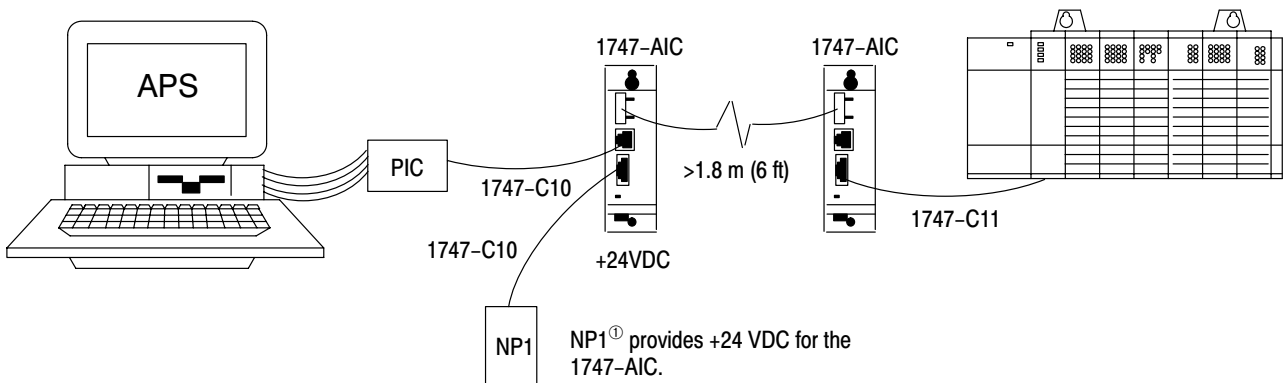 1747–AIC
1747–AIC
APS
PIC
1747–C10
>1.8 m (6 ft)
1747–C11
1747–C10
+24VDC
NP1
NP1① provides +24 VDC for the
1747–AIC.